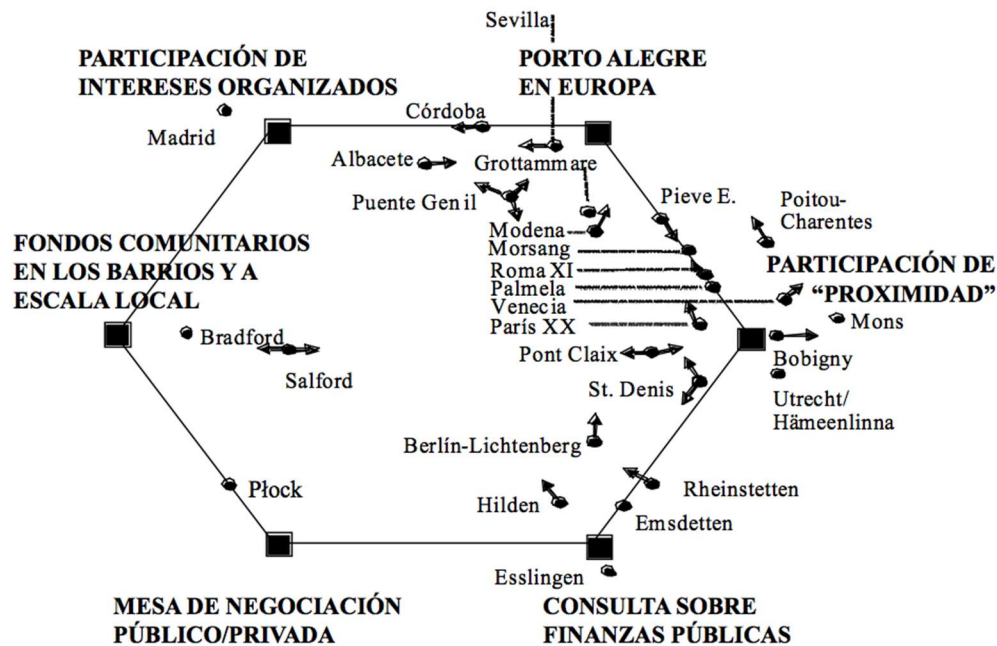 Sevilla
PARTICIPACIÓN DE
INTERESES ORGANIZADOS
PORTO ALEGRE
EN EUROPA
Madrid
Córdoba
Albacete
Grottammare
Puente Genil
Pieve E.
Poitou-
Charentes
Modena
Morsang
Roma XI
Palmela
Venecia
París XX
FONDOS COMUNITARIOS
EN LOS BARRIOS Y A
ESCALA LOCAL
PARTICIPACIÓN DE
“PROXIMIDAD”
Mons
Bradford
Salford
Pont Claix
Bobigny
St. Denis
Utrecht/
Hämeenlinna
Berlín-Lichtenberg
Płock
Hilden
Rheinstetten
Emsdetten
Esslingen
MESA DE NEGOCIACIÓN
PÚBLICO/PRIVADA
CONSULTA SOBRE
FINANZAS PÚBLICAS